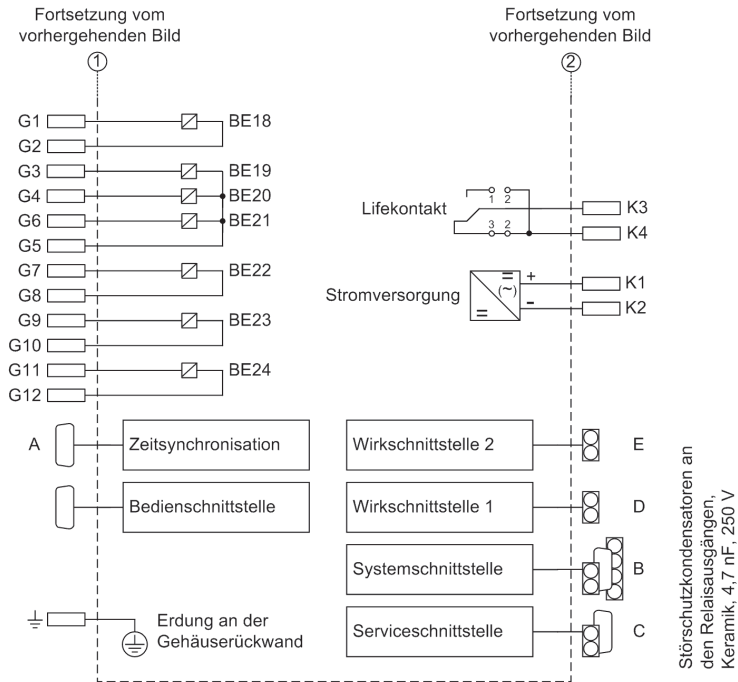 Fortsetzung vom
vorhergehenden Bild
1
Fortsetzung vom
vorhergehenden Bild
2
G1
BE18
G2
G3
BE19
G4
BE20
G6
BE21
G5
G7
BE22
G8
G9
BE23
G10
G11
BE24
G12
Lifekontakt
1 2
3 2
K3
K4
Stromversorgung
= (~) =
+
-
K1
K2
A
Zeitsynchronisation
Bedienschnittstelle
Erdung an der
Gehäuserückwand
Wirkschnittstelle 2
E
Wirkschnittstelle 1
D
Systemschnittstelle
B
Serviceschnittstelle
C
Störschutzkondensatoren an
den Relaisausgängen,
Keramik, 4,7 nF, 250 V